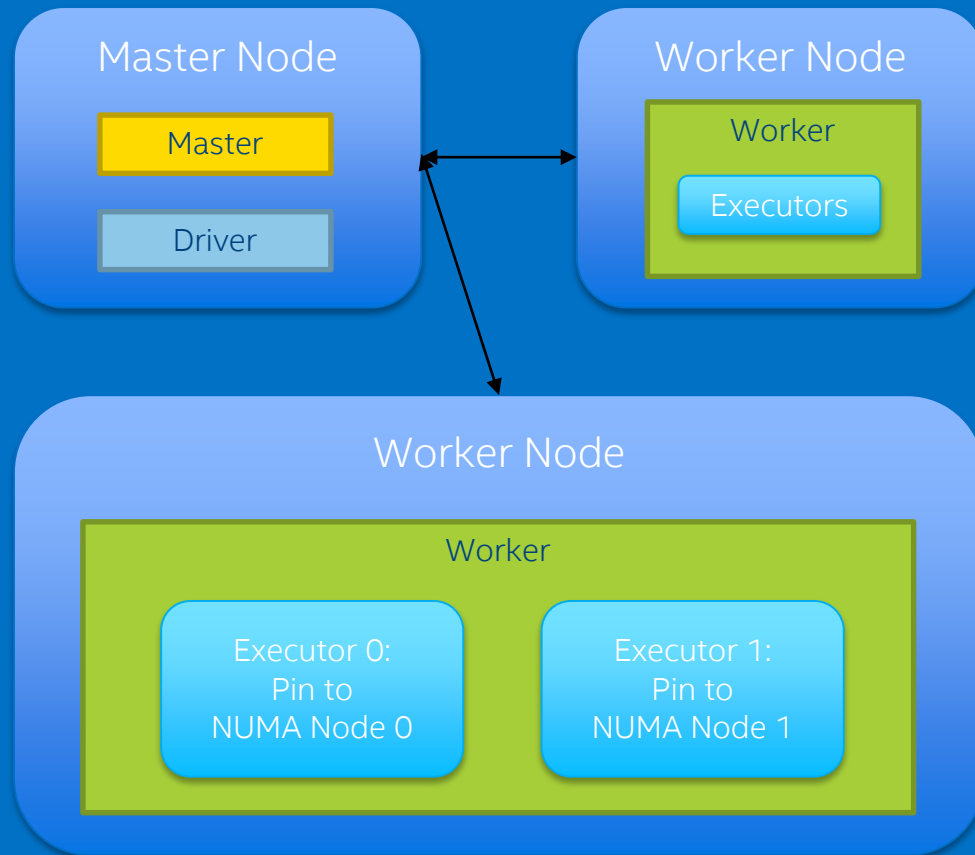 Master Node
Master
Driver
Worker Node
Worker
Executors
Worker Node
Worker
Executor 0:
Pin to
NUMA Node 0
Executor 1:
Pin to
NUMA Node 1